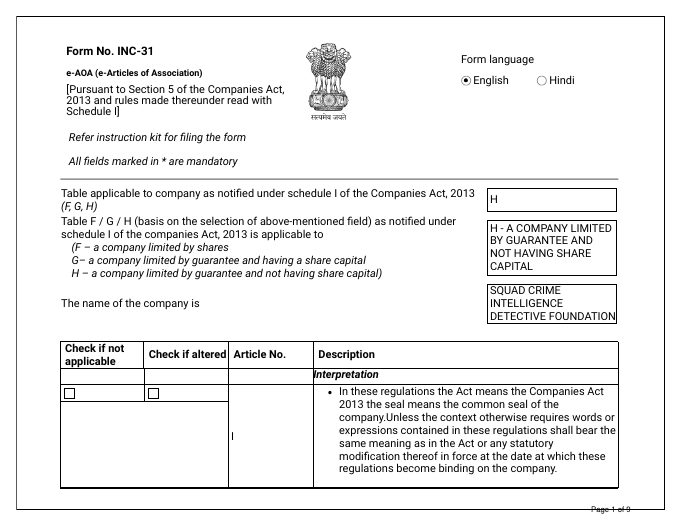 Form No. INC-31
e-AOA (e-Articles of Association)
[Pursuant to Section 5 of the Companies Act,
2013 and rules made thereunder read with
Schedule I]
Refer instruction kit for filing the form
All fields marked in * are mandatory
सत्यमेव जयते
Form language
English
Hindi
Table applicable to company as notified under schedule I of the Companies Act, 2013
(F, G, H)
H
Table F / G / H (basis on the selection of above-mentioned field) as notified under
schedule I of the companies Act, 2013 is applicable to
(F – a company limited by shares
G– a company limited by guarantee and having a share capital
H – a company limited by guarantee and not having share capital)
H - A COMPANY LIMITED
BY GUARANTEE AND
NOT HAVING SHARE
CAPITAL
The name of the company is
SQUAD CRIME
INTELLIGENCE
DETECTIVE FOUNDATION
Check if not
applicable
Check if altered
Article No.
Description
Interpretation
I
• In these regulations the Act means the Companies Act
2013 the seal means the common seal of the
company.Unless the context otherwise requires words or
expressions contained in these regulations shall bear the
same meaning as in the Act or any statutory
modification thereof in force at the date at which these
regulations become binding on the company.
Page 1 of 9